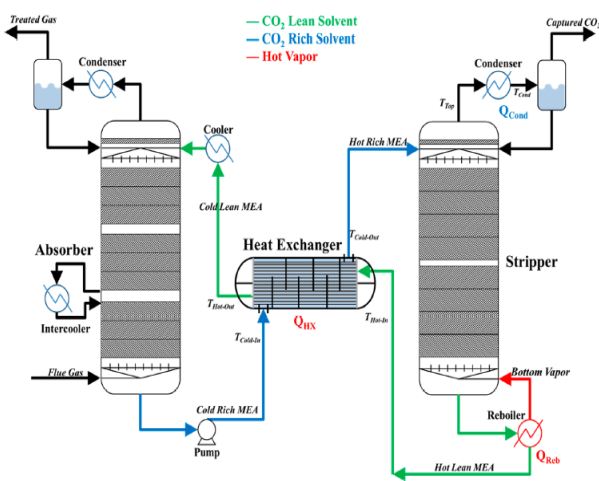 Treated Gas
Captured CO2
— CO2 Lean Solvent
— CO2 Rich Solvent
— Hot Vapor
Condenser
Condenser
TCond
TTop
QCond
Cooler
Hot Rich MEA
Cold Lean MEA
TCold-Out
Heat Exchanger
Absorber
Stripper
THot-Out
THot-In
QHX
Intercooler
TCold-In
Flue Gas
Bottom Vapor
Cold Rich MEA
Reboiler
Pump
QReb
Hot Lean MEA